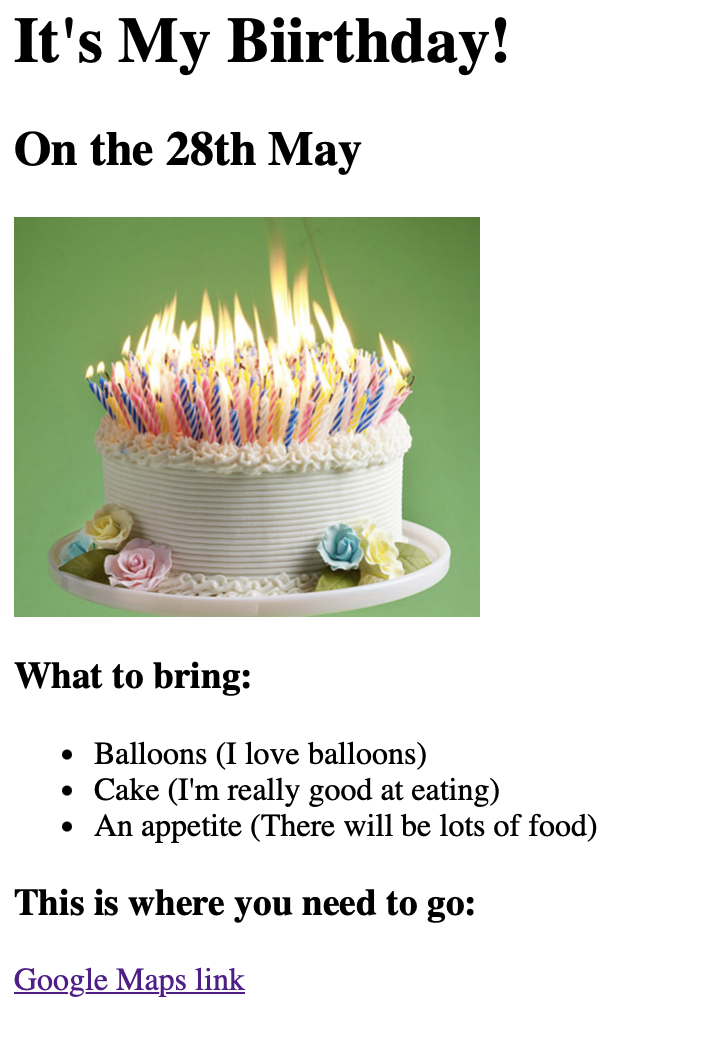 It's My Biirthday!
On the 28th May
What to bring:
• Balloons (I love balloons)
• Cake (I'm really good at eating)
• An appetite (There will be lots of food)
This is where you need to go:
Google Maps link